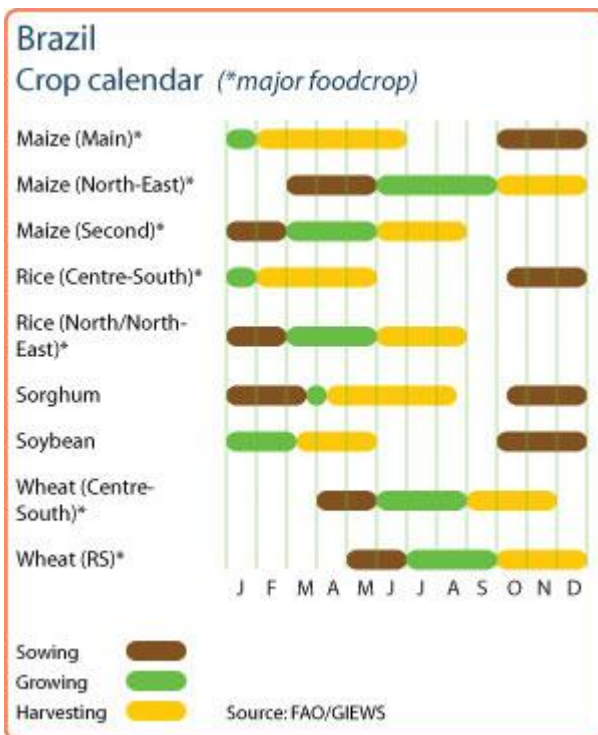 Brazil
Crop calendar (*major foodcrop)
Maize (Main)*
Maize (North-East)*
Maize (Second)*
Rice (Centre-South)*
Rice (North/North-
East)*
Sorghum
Soybean
Wheat (Centre-
South)*
Wheat (RS)*
J F M A M J J A S O N D
Sowing
Growing
Harvesting Source: FAO/GIEWS